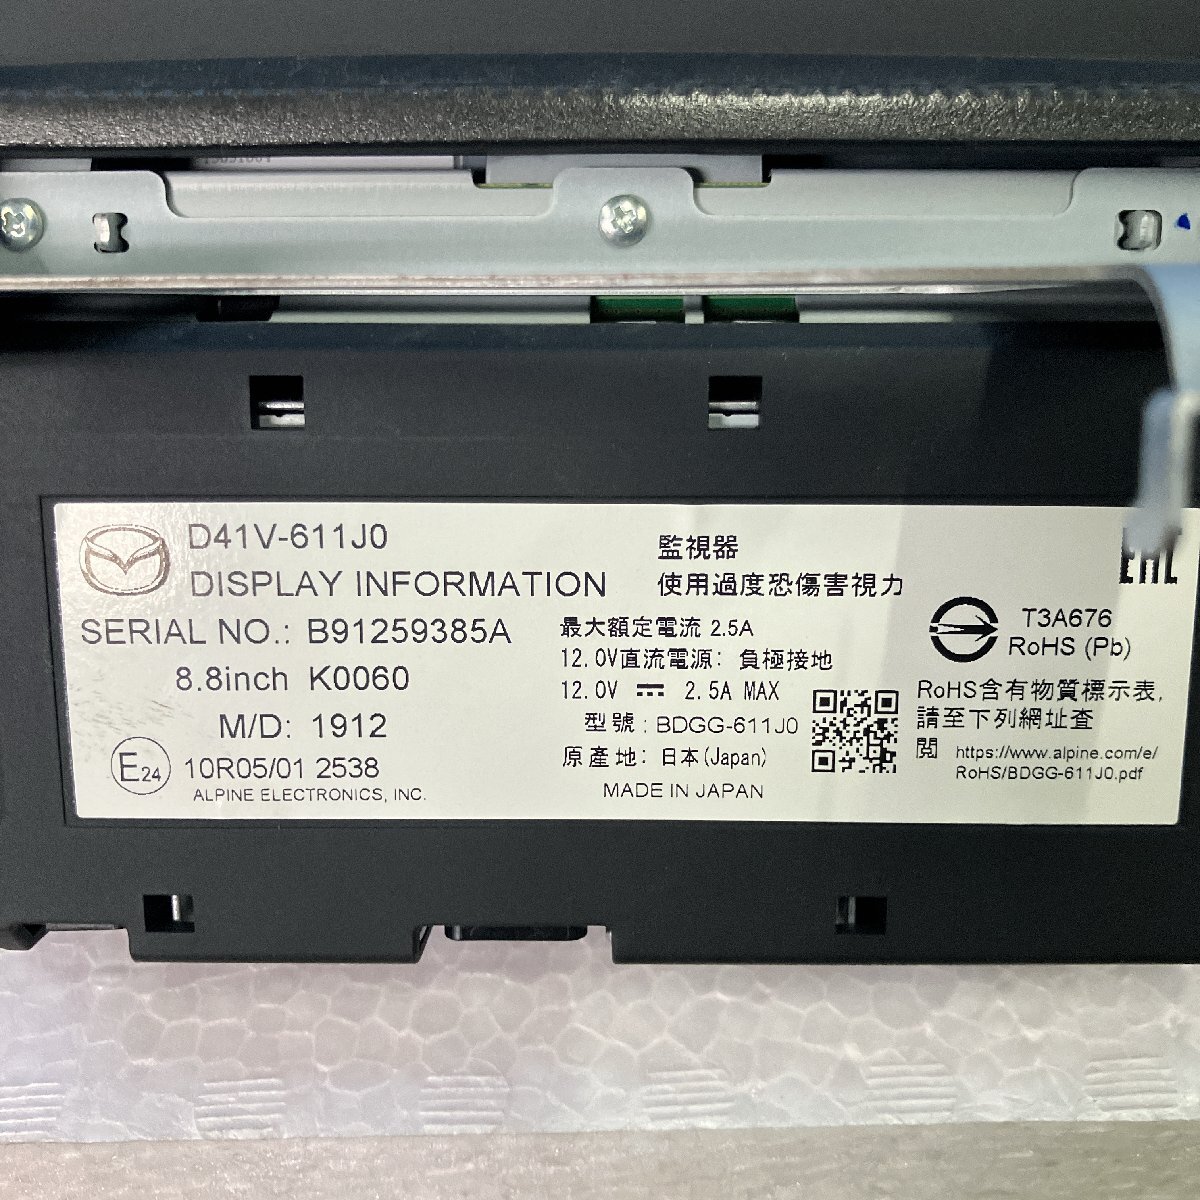 D41V-611J0
DISPLAY INFORMATION
SERIAL NO.: B91259385A
8.8inch K0060
M/D: 1912
E24 10R05/01 2538
ALPINE ELECTRONICS, INC.
監視器
使用過度恐傷害視力
最大額定電流 2.5A
12.0V直流電源: 負極接地
12.0V ⎓ 2.5A MAX
型號: BDGG-611J0
原產地: 日本(Japan)
MADE IN JAPAN
EAC
T3A676
RoHS (Pb)
RoHS含有物質標示表,
請至下列網址查
閱 https://www.alpine.com/e/
RoHS/BDGG-611J0.pdf